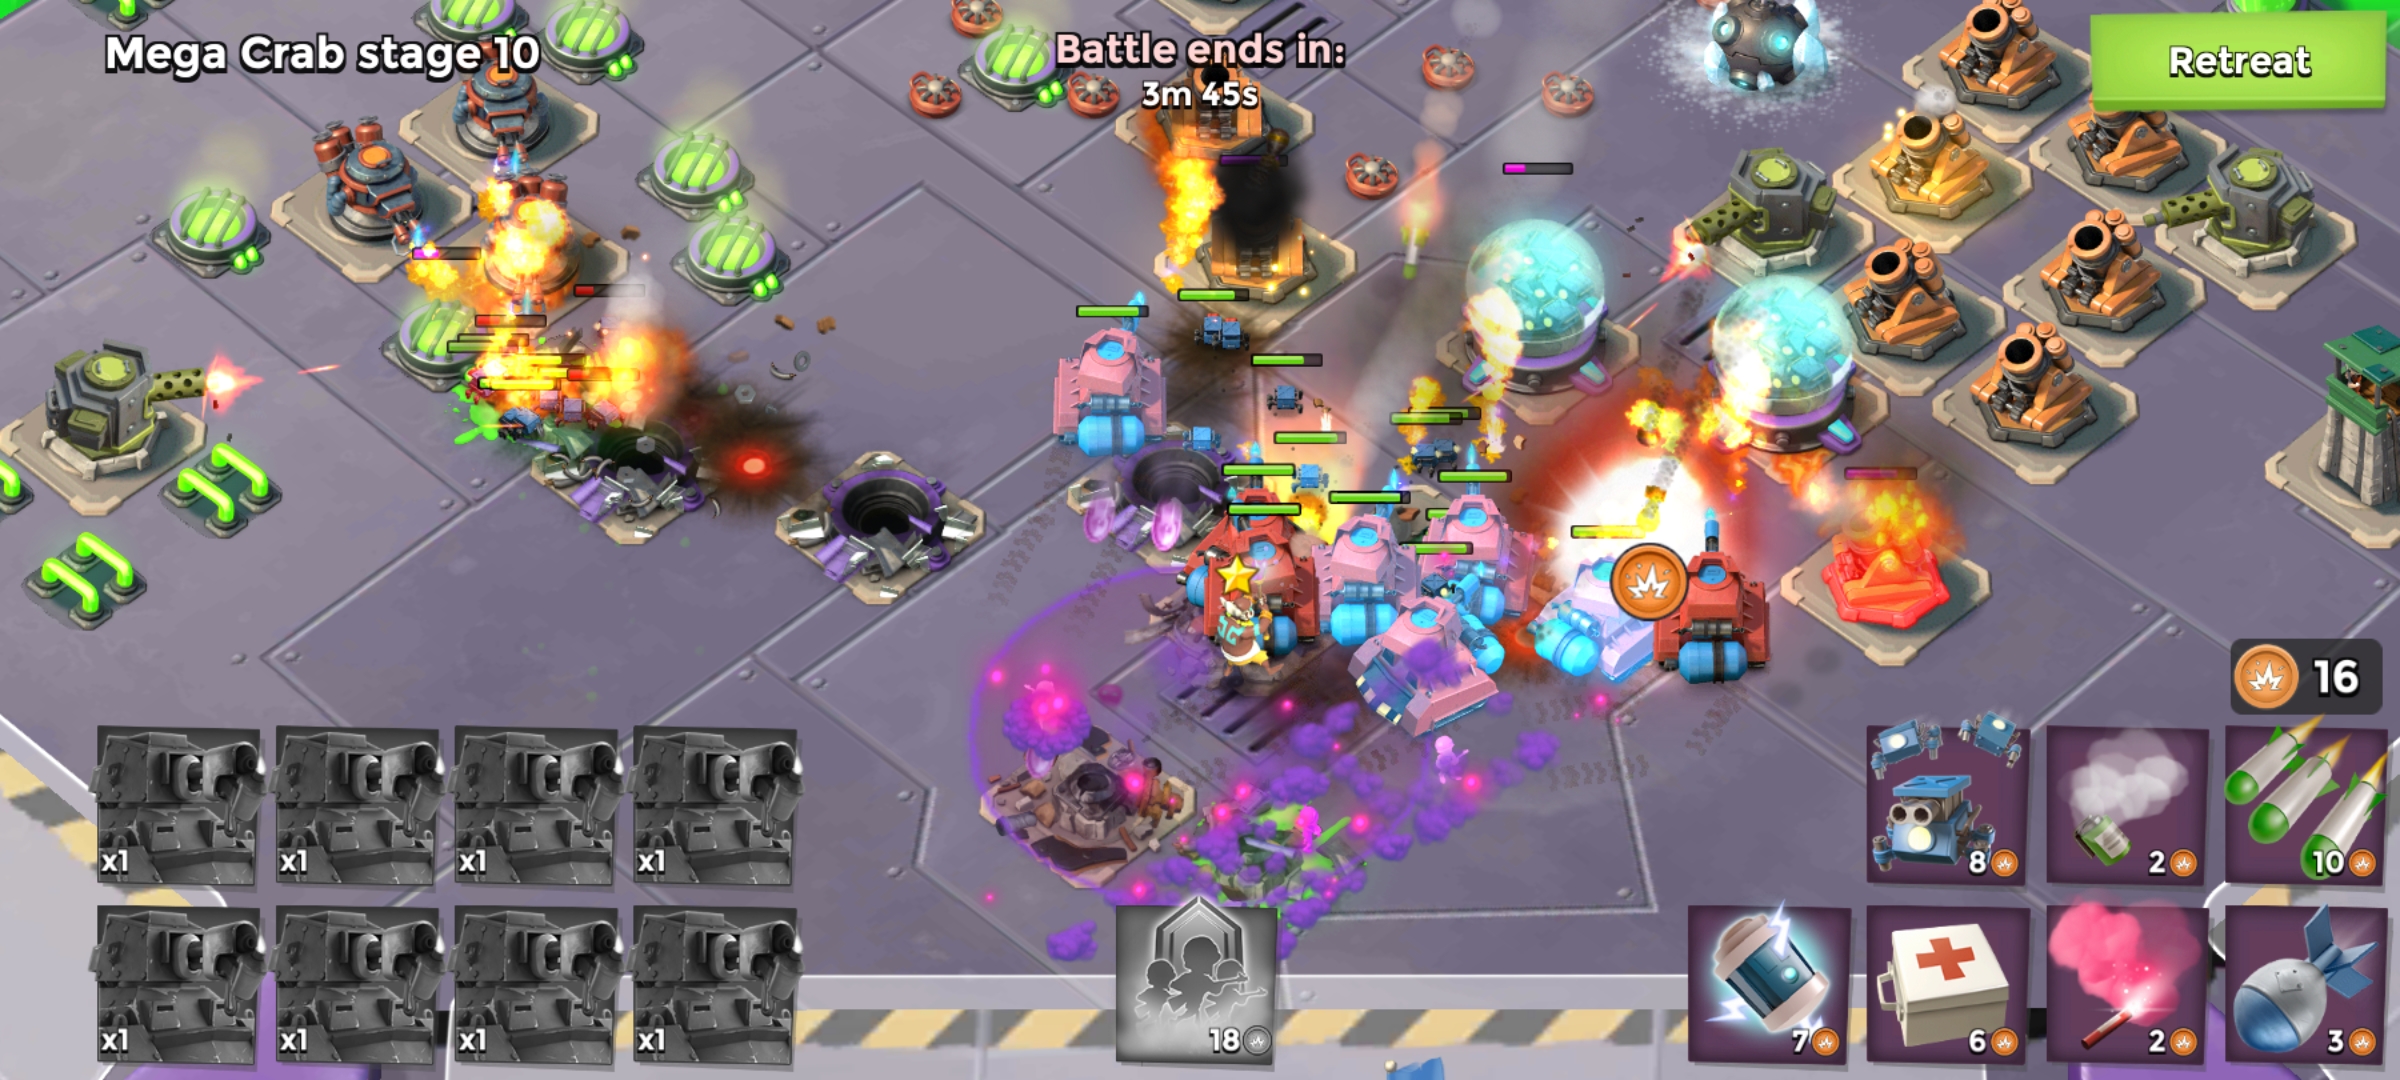 Mega Crab stage 10
Battle ends in:
3m 45s
Retreat
16
x1
x1
x1
x1
8
2
10
x1
x1
x1
x1
18
7
6
2
3